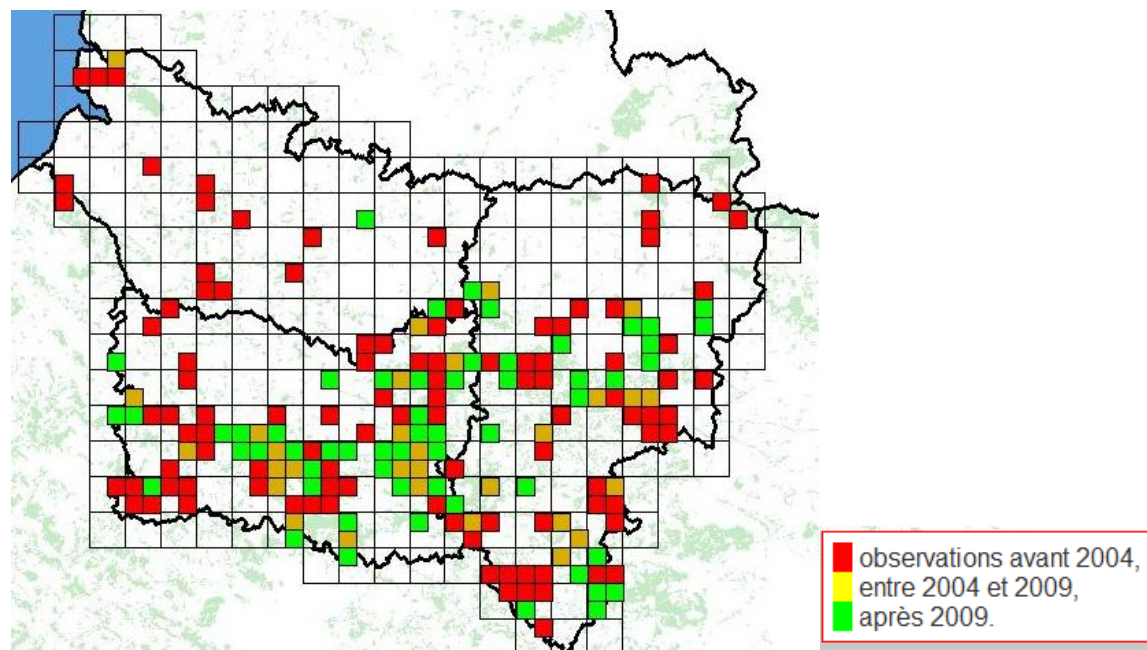 observations avant 2004,
entre 2004 et 2009,
après 2009.